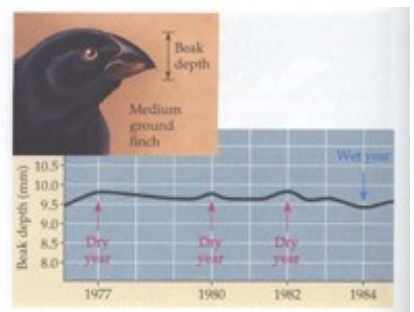 Beak
depth
Medium
ground
finch
Beak depth (mm)
10.5
10.0
9.5
9.0
8.5
8.0
Wet year
Dry
year
Dry
year
Dry
year
1977
1980
1982
1984